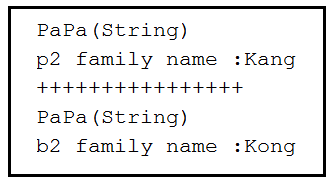 PaPa(String)
p2 family name :Kang
++++++++++++++++
PaPa(String)
b2 family name :Kong